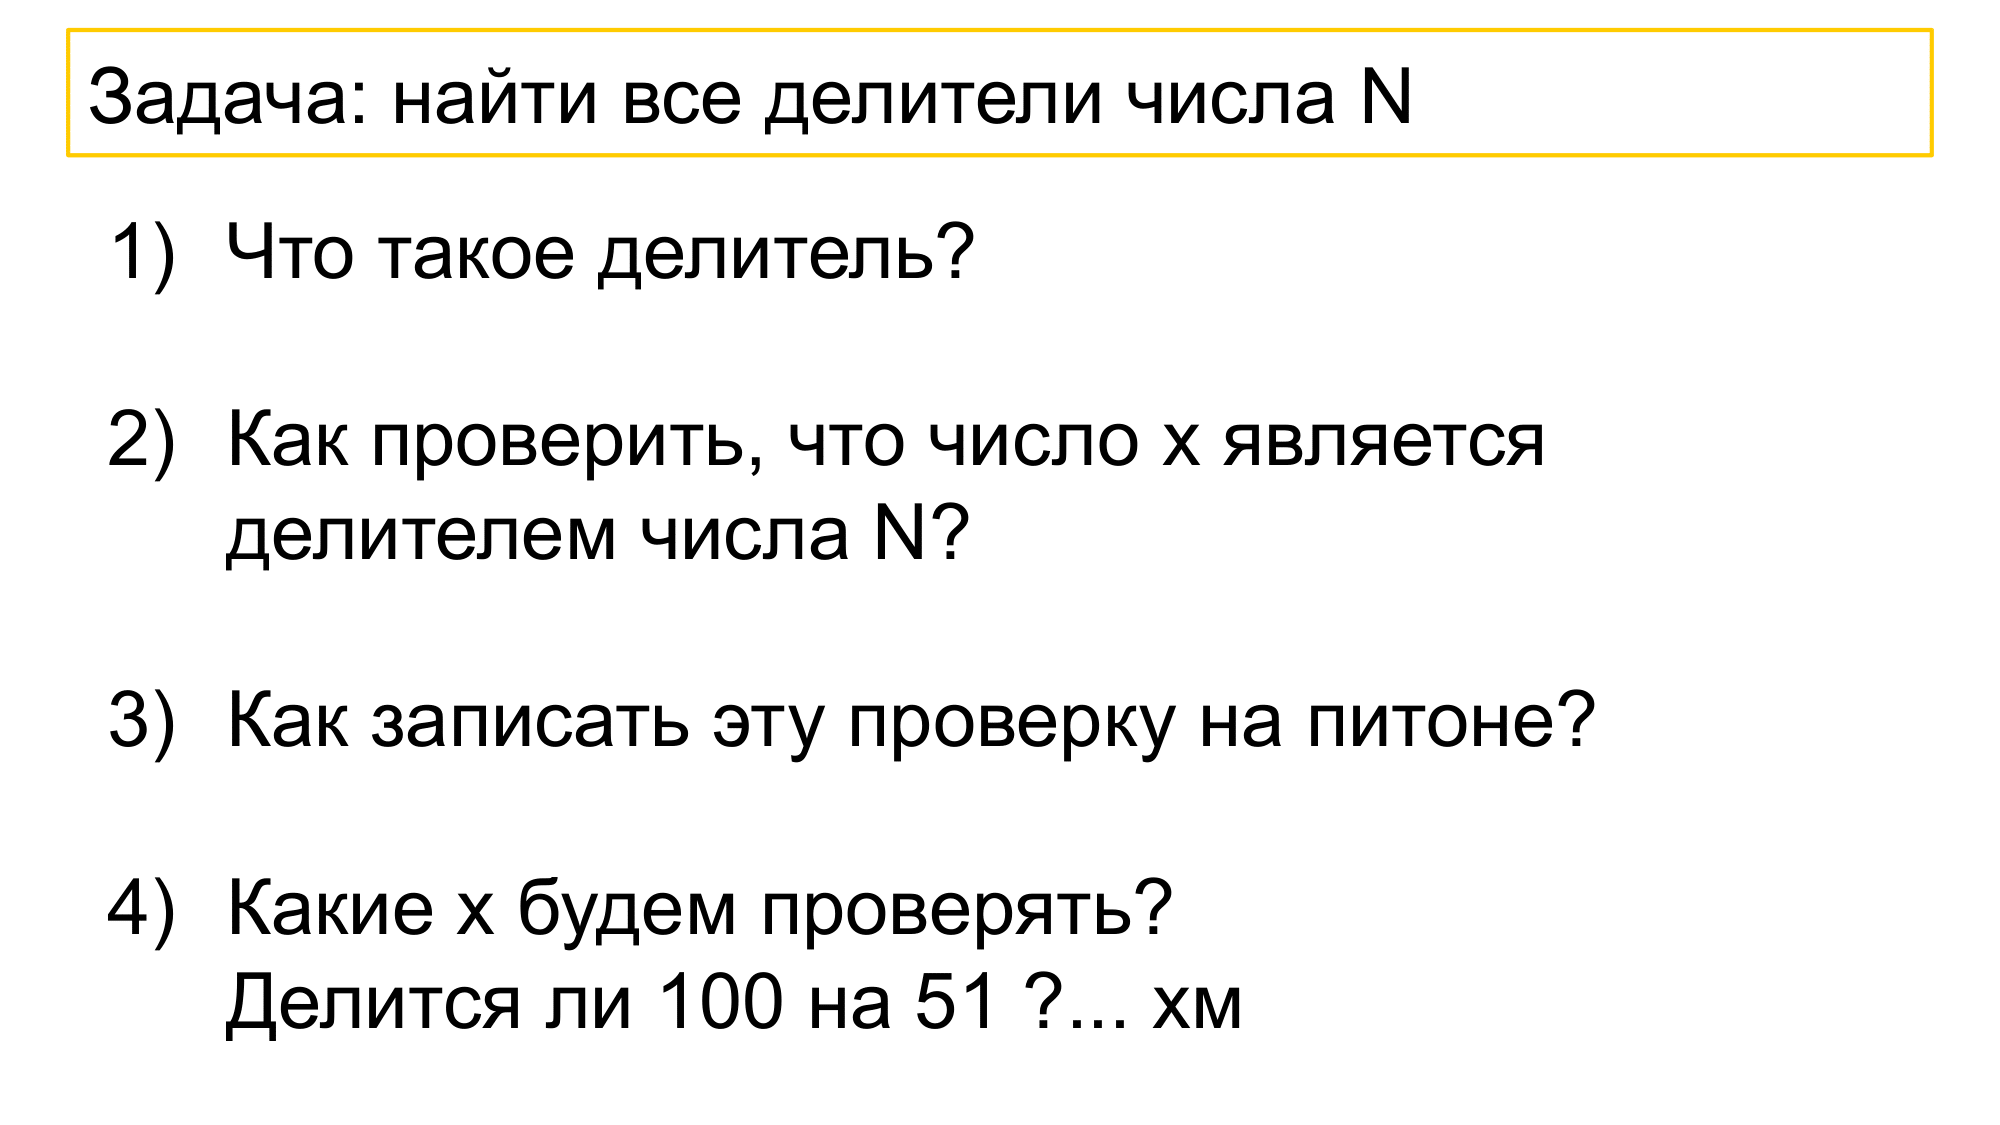 Задача: найти все делители числа N
1) Что такое делитель?
2) Как проверить, что число x является
делителем числа N?
3) Как записать эту проверку на питоне?
4) Какие x будем проверять?
Делится ли 100 на 51 ?... хм